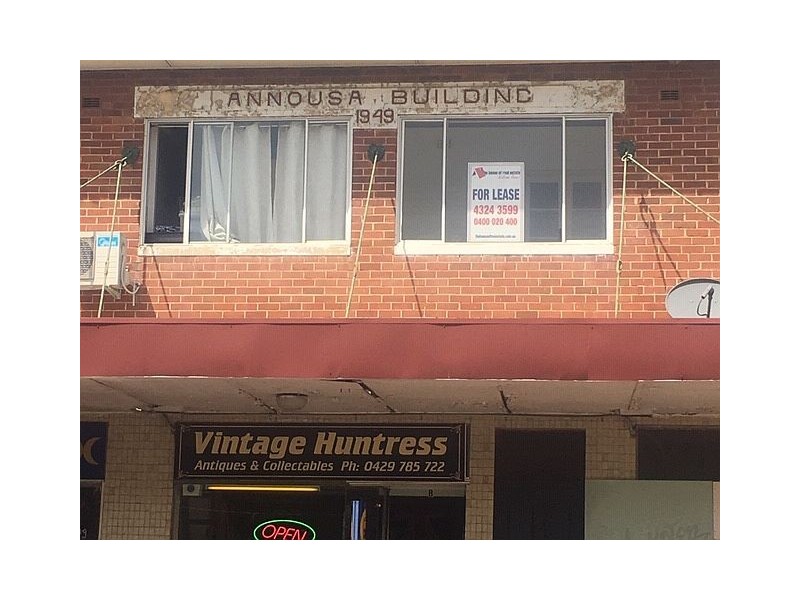 ANNOUSA BUILDING
1949
FOR LEASE
4324 3599
0400 020 400
Vintage Huntress
Antiques & Collectables Ph: 0429 785 722
8
OPEN